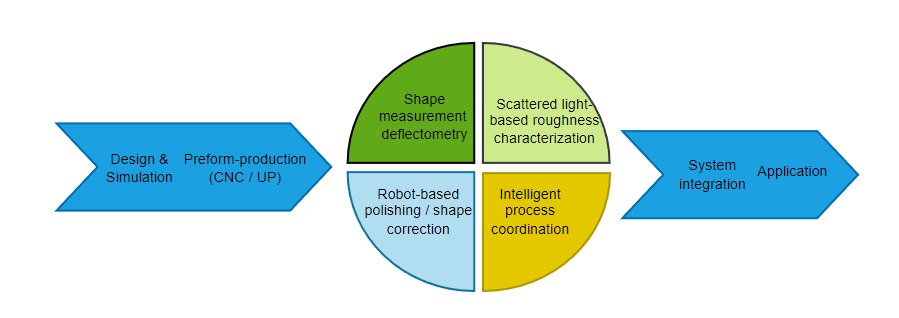 Design &
Simulation
Preform-production
(CNC / UP)
Shape
measurement
deflectometry
Scattered light-
based roughness
characterization
Robot-based
polishing / shape
correction
Intelligent
process
coordination
System
integration
Application